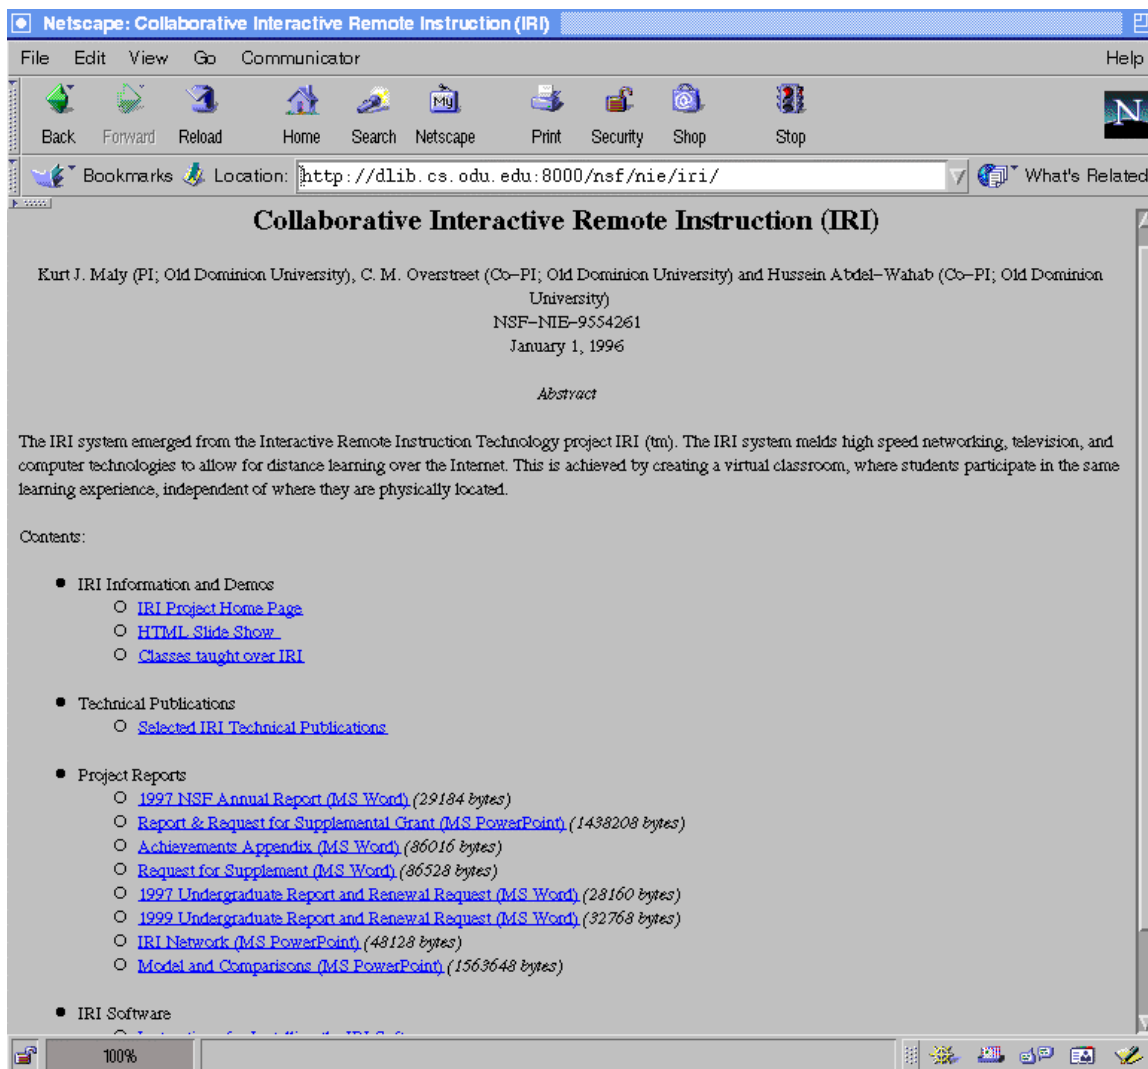 Netscape: Collaborative Interactive Remote Instruction (IRI)
File Edit View Go Communicator Help
Back Forward Reload Home Search Netscape Print Security Shop Stop
My
N
Bookmarks Location: http://dlib.cs.odu.edu:8000/nsf/nie/iri/ What's Related
Collaborative Interactive Remote Instruction (IRI)
Kurt J. Maly (PI; Old Dominion University), C. M. Overstreet (Co-PI; Old Dominion University) and Hussein Abdel-Wahab (Co-PI; Old Dominion
University)
NSF-NIE-9554261
January 1, 1996
Abstract
The IRI system emerged from the Interactive Remote Instruction Technology project IRI (tm). The IRI system melds high speed networking, television, and
computer technologies to allow for distance learning over the Internet. This is achieved by creating a virtual classroom, where students participate in the same
learning experience, independent of where they are physically located.
Contents:
IRI Information and Demos
IRI Project Home Page
HTML Slide Show
Classes taught over IRI
Technical Publications
Selected IRI Technical Publications
Project Reports
1997 NSF Annual Report (MS Word) (29184 bytes)
Report & Request for Supplemental Grant (MS PowerPoint) (1438208 bytes)
Achievements Appendix (MS Word) (86016 bytes)
Request for Supplement (MS Word) (86528 bytes)
1997 Undergraduate Report and Renewal Request (MS Word) (28160 bytes)
1999 Undergraduate Report and Renewal Request (MS Word) (32768 bytes)
IRI Network (MS PowerPoint) (48128 bytes)
Model and Comparisons (MS PowerPoint) (1563648 bytes)
IRI Software
100%